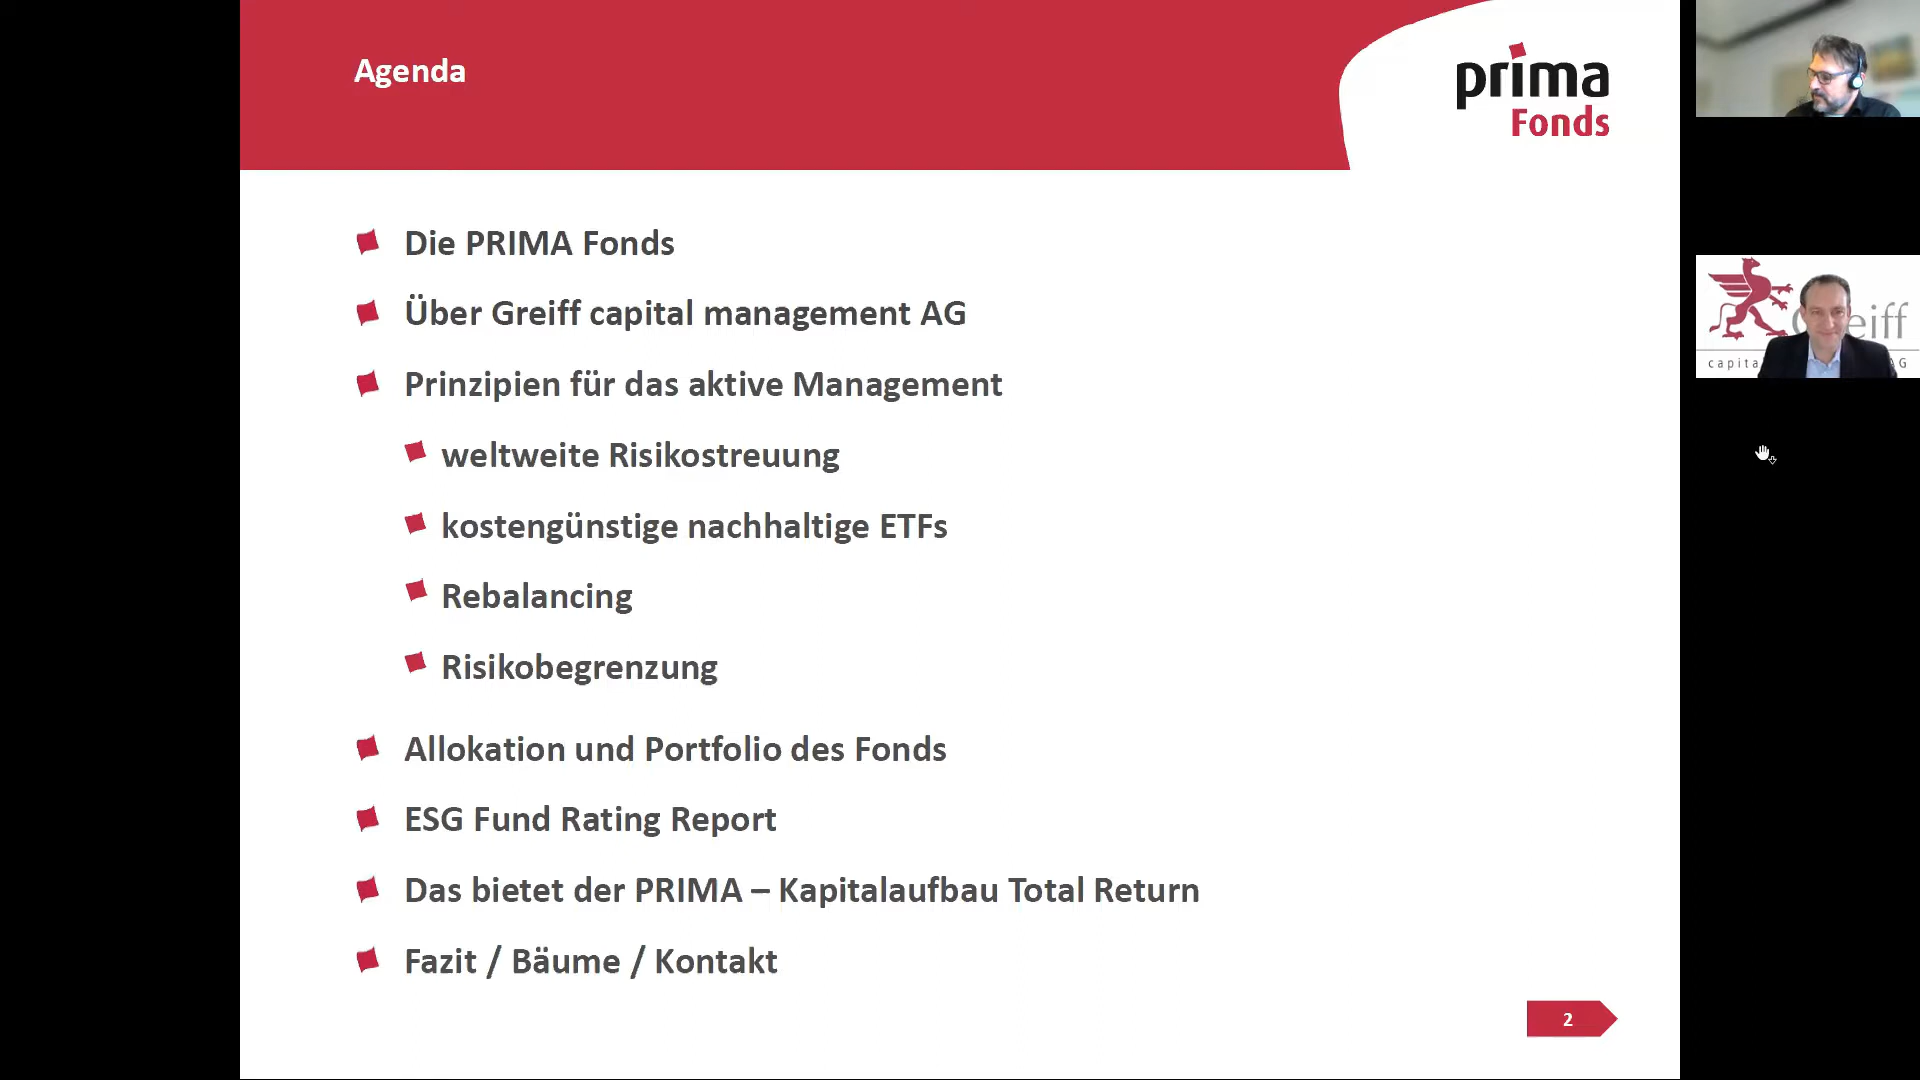 Agenda
prima
Fonds
Die PRIMA Fonds
Über Greiff capital management AG
Prinzipien für das aktive Management
weltweite Risikostreuung
kostengünstige nachhaltige ETFs
Rebalancing
Risikobegrenzung
Allokation und Portfolio des Fonds
ESG Fund Rating Report
Das bietet der PRIMA – Kapitalaufbau Total Return
Fazit / Bäume / Kontakt
2